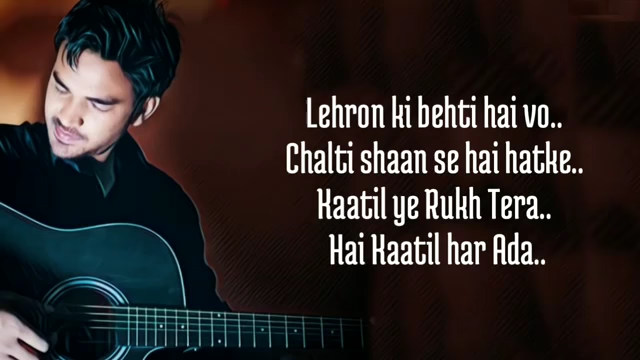 Lehron ki behti hai vo..
Chalti shaan se hai hatke..
Kaatil ye Rukh Tera..
Hai Kaatil har Ada..